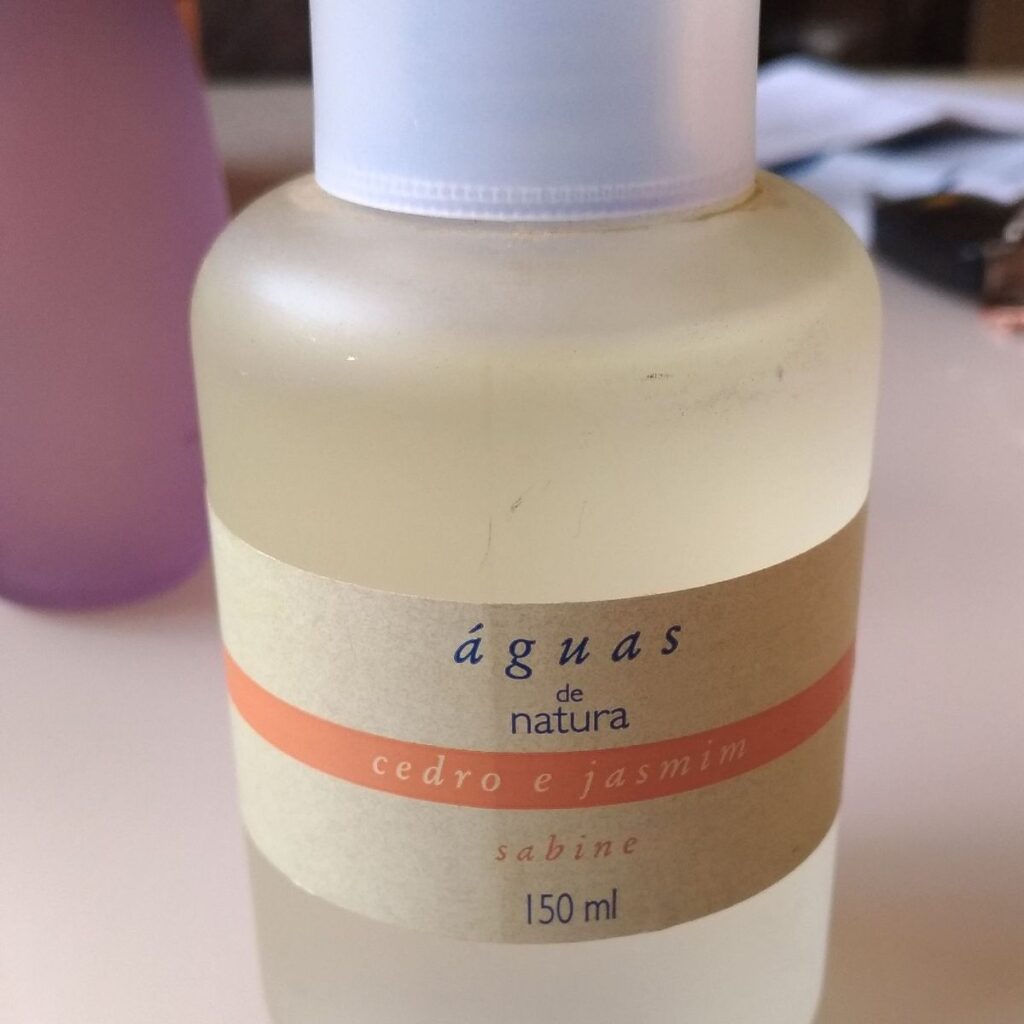 águas
de
natura
cedro e jasmim
sabine
150 ml